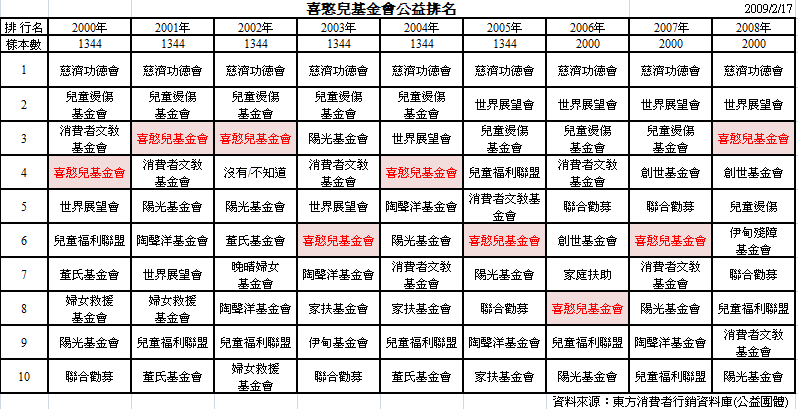 喜憨兒基金會公益排名 2009/2/17
排行名 2000年 2001年 2002年 2003年 2004年 2005年 2006年 2007年 2008年
樣本數 1344 1344 1344 1344 1344 1344 2000 2000 2000
1 慈濟功德會 慈濟功德會 慈濟功德會 慈濟功德會 慈濟功德會 慈濟功德會 慈濟功德會 慈濟功德會 慈濟功德會
2 兒童燙傷基金會 兒童燙傷基金會 兒童燙傷基金會 兒童燙傷基金會 兒童燙傷基金會 世界展望會 世界展望會 世界展望會 世界展望會
3 消費者文教基金會 喜憨兒基金會 喜憨兒基金會 陽光基金會 世界展望會 兒童燙傷基金會 兒童燙傷基金會 兒童燙傷基金會 喜憨兒基金會
4 喜憨兒基金會 消費者文教基金會 沒有/不知道 消費者文教基金會 喜憨兒基金會 兒童福利聯盟 消費者文教基金會 創世基金會 創世基金會
5 世界展望會 陽光基金會 陽光基金會 世界展望會 陶聲洋基金會 消費者文教基金會 聯合勸募 聯合勸募 兒童燙傷
6 兒童福利聯盟 陶聲洋基金會 董氏基金會 喜憨兒基金會 陽光基金會 喜憨兒基金會 創世基金會 喜憨兒基金會 伊甸殘障基金會
7 董氏基金會 世界展望會 晚晴婦女基金會 陶聲洋基金會 消費者文教基金會 陽光基金會 家庭扶助 消費者文教基金會 聯合勸募
8 婦女救援基金會 婦女救援基金會 陶聲洋基金會 家扶基金會 家扶基金會 聯合勸募 喜憨兒基金會 陽光基金會 兒童福利聯盟
9 陽光基金會 兒童福利聯盟 兒童福利聯盟 伊甸基金會 兒童福利聯盟 陶聲洋基金會 兒童福利聯盟 陶聲洋基金會 消費者文教基金會
10 聯合勸募 董氏基金會 婦女救援基金會 聯合勸募 董氏基金會 家扶基金會 陽光基金會 兒童福利聯盟 陽光基金會
資料來源：東方消費者行銷資料庫(公益團體)